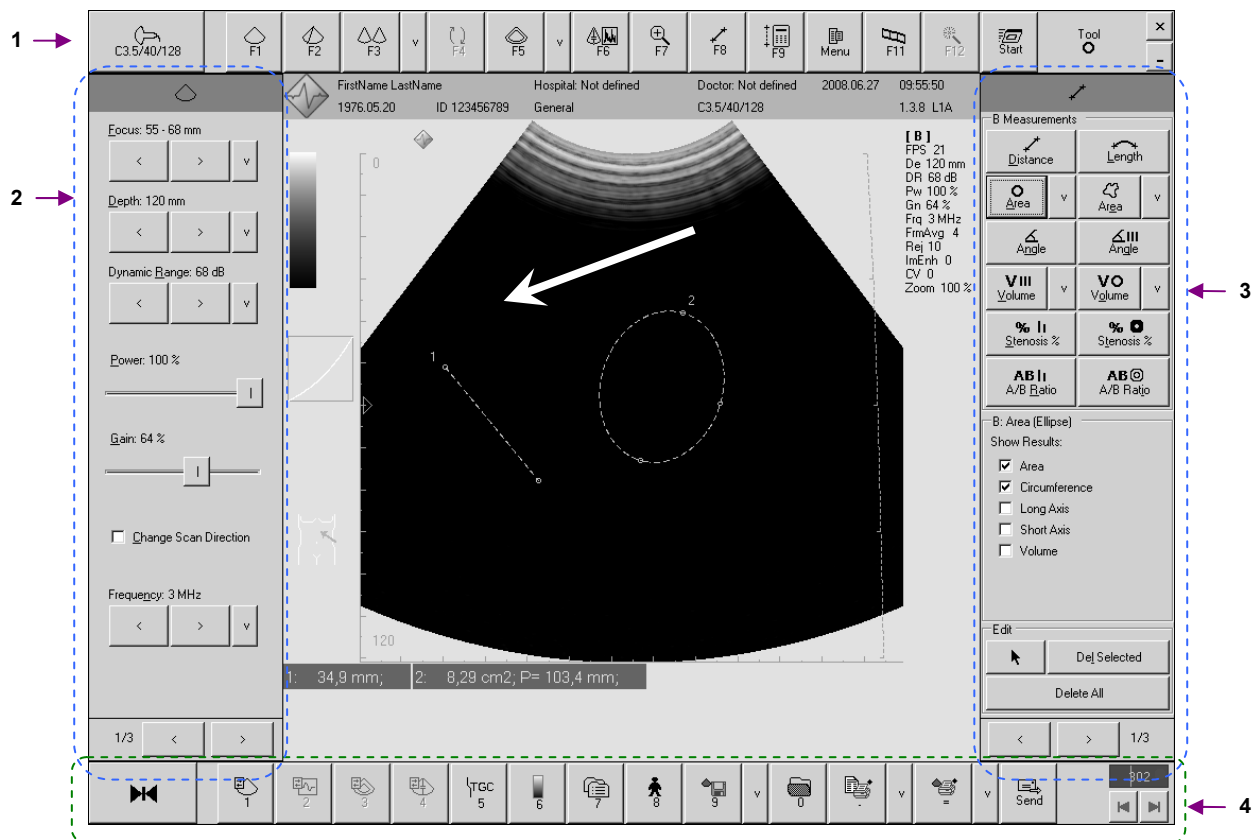 1
2
3
4
C3.5/40/128
F1
F2
F3
v
F4
F5
v
F6
F7
F8
F9
Menu
F11
F12
Start
Tool
×
-
FirstName LastName
Hospital: Not defined
Doctor: Not defined
2008.06.27
09:55:50
1976.05.20
ID 123456789
General
C3.5/40/128
1.3.8 L1A
Focus: 55 - 68 mm
<
>
v
Depth: 120 mm
<
>
v
Dynamic Range: 68 dB
<
>
v
Power: 100 %
Gain: 64 %
Change Scan Direction
Frequency: 3 MHz
<
>
v
1/3
<
>
0
120
1
2
[ B ]
FPS 21
De 120 mm
DR 68 dB
Pw 100 %
Gn 64 %
Frq 3 MHz
FrmAvg 4
Rej 10
ImEnh 0
CV 0
Zoom 100 %
1: 34,9 mm;
2: 8,29 cm2; P= 103,4 mm;
B Measurements
Distance
Length
Area
v
Area
v
Angle
Angle
V
Volume
v
V
Volume
v
%
Stenosis %
%
Stenosis %
AB
A/B Ratio
AB
A/B Ratio
B: Area (Ellipse)
Show Results:
Area
Circumference
Long Axis
Short Axis
Volume
Edit
Del Selected
Delete All
<
>
1/3
1
2
3
4
TGC
5
6
7
8
9
v
0
-
v
=
v
Send
302